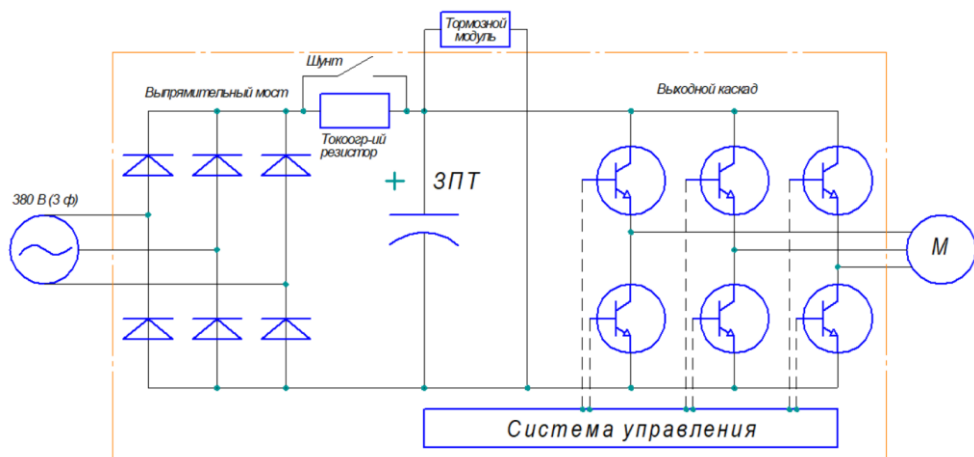 Тормозной
модуль
Шунт
Выпрямительный мост
Выходной каскад
Токоогр-ий
резистор
+ ЗПТ
380 В (3 ф)
М
Система управления